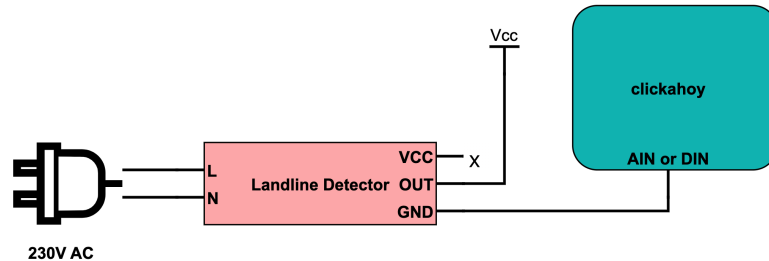 Vcc
clickahoy
AIN or DIN
VCC
X
L
Landline Detector
OUT
N
GND
230V AC